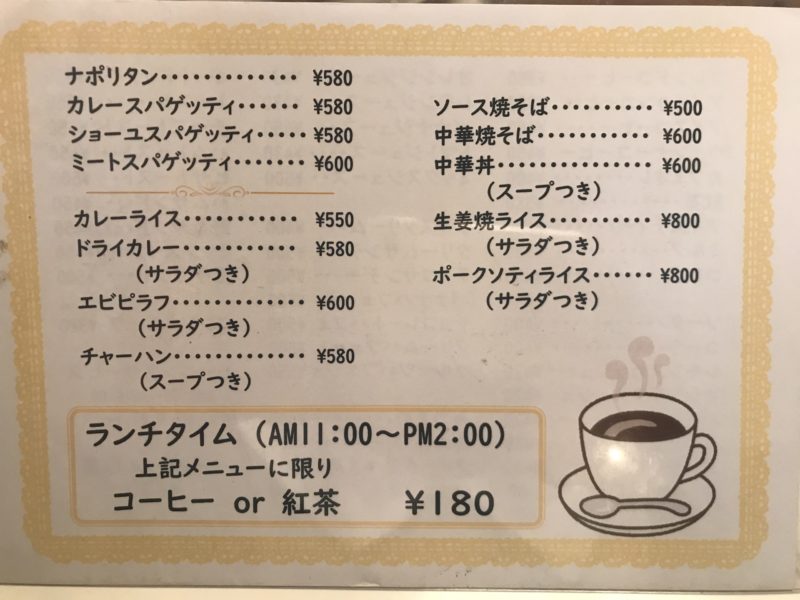 ナポリタン・・・・・・・・・・・・・ ¥580
カレースパゲッティ・・・・・・ ¥580
ショーユスパゲッティ・・・・・ ¥580
ミートスパゲッティ・・・・・・・ ¥600
カレーライス・・・・・・・・・・・ ¥550
ドライカレー・・・・・・・・・・・ ¥580
（サラダつき）
エビピラフ・・・・・・・・・・・・・ ¥600
（サラダつき）
チャーハン・・・・・・・・・・・・・ ¥580
（スープつき）
ソース焼そば・・・・・・・・・・ ¥500
中華焼そば・・・・・・・・・・・・ ¥600
中華丼・・・・・・・・・・・・・・・ ¥600
（スープつき）
生姜焼ライス・・・・・・・・・・ ¥800
（サラダつき）
ポークソティライス・・・・・・ ¥800
（サラダつき）
ランチタイム（AM11:00〜PM2:00）
上記メニューに限り
コーヒー or 紅茶 ¥180